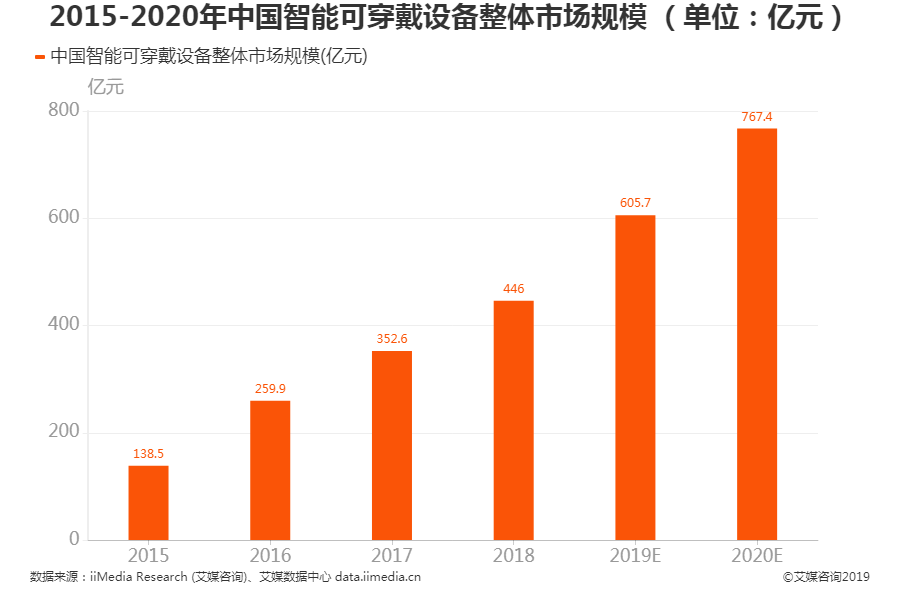 2015-2020年中国智能可穿戴设备整体市场规模（单位：亿元）
中国智能可穿戴设备整体市场规模(亿元)
亿元
800
767.4
605.7
600
446
400
352.6
259.9
200
138.5
0
2015 2016 2017 2018 2019E 2020E
数据来源：iiMedia Research (艾媒咨询)、艾媒数据中心 data.iimedia.cn ©艾媒咨询2019